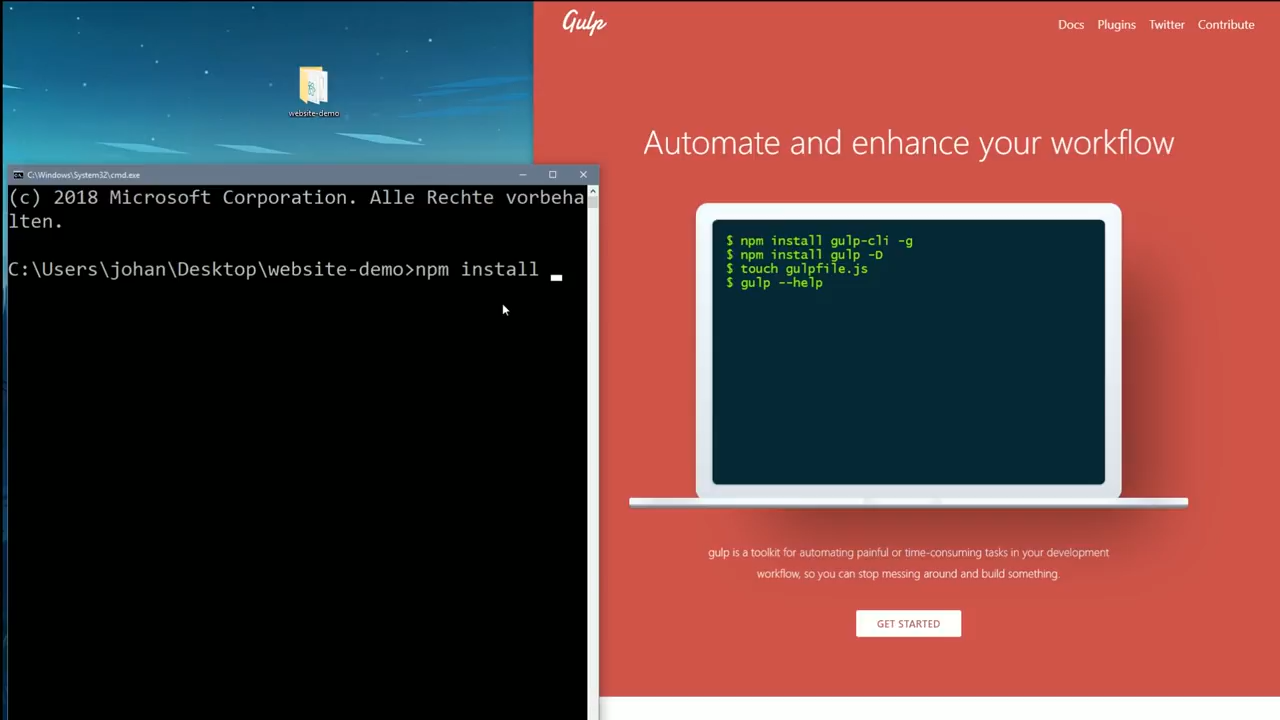 Gulp
Docs Plugins Twitter Contribute
website-demo
Automate and enhance your workflow
C:\Windows\System32\cmd.exe
(c) 2018 Microsoft Corporation. Alle Rechte vorbeha
lten.
C:\Users\johan\Desktop\website-demo>npm install
$ npm install gulp-cli -g
$ npm install gulp -D
$ touch gulpfile.js
$ gulp --help
gulp is a toolkit for automating painful or time-consuming tasks in your development
workflow, so you can stop messing around and build something.
GET STARTED